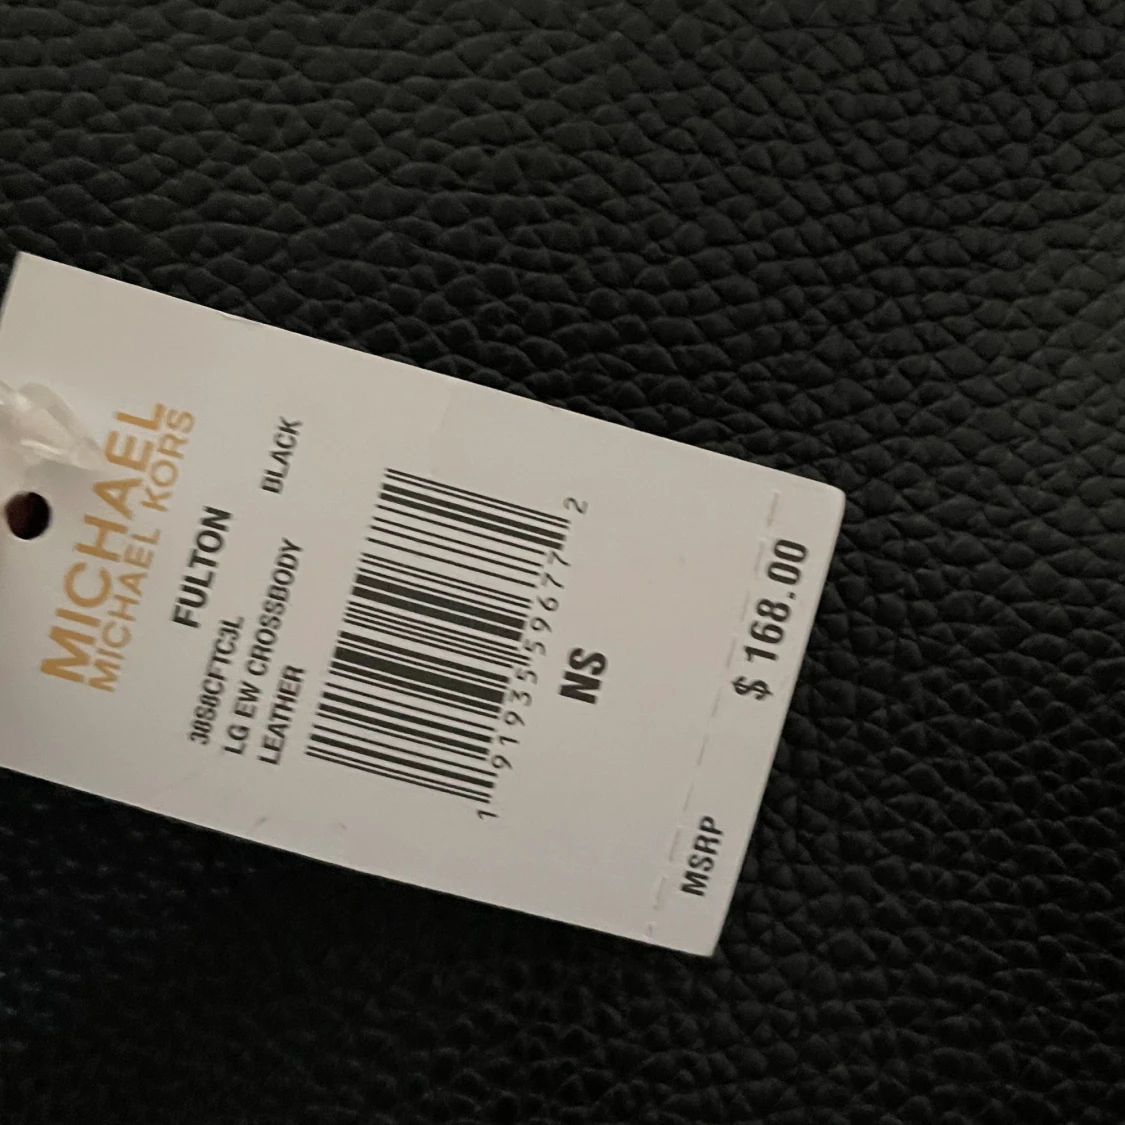 MICHAEL
MICHAEL KORS
FULTON
38S8CFTC3L
LG EW CROSSBODY
LEATHER BLACK
1 91935 59677 2
NS
MSRP $ 168.00